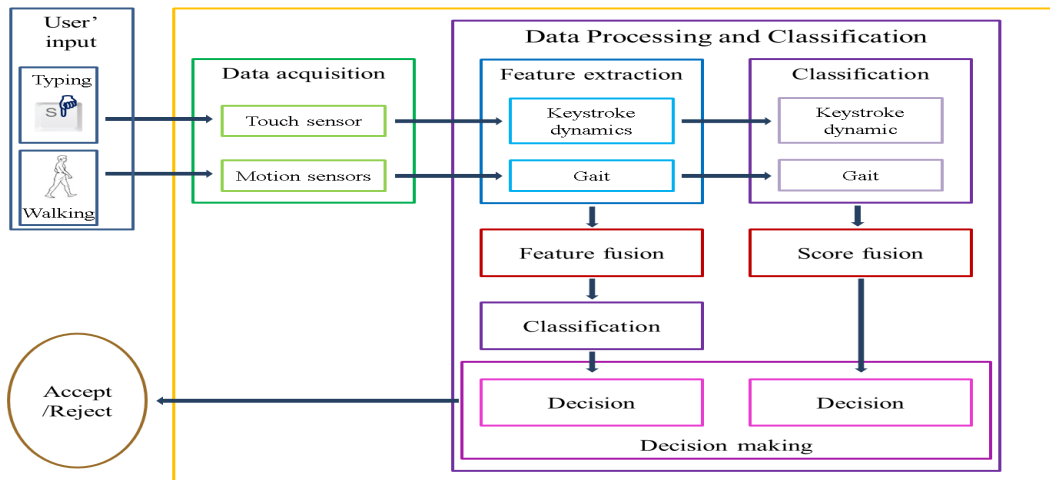 User'
input
Typing
S
Walking
Data acquisition
Touch sensor
Motion sensors
Data Processing and Classification
Feature extraction
Keystroke
dynamics
Gait
Classification
Keystroke
dynamic
Gait
Feature fusion
Score fusion
Classification
Decision
Decision
Decision making
Accept
/Reject